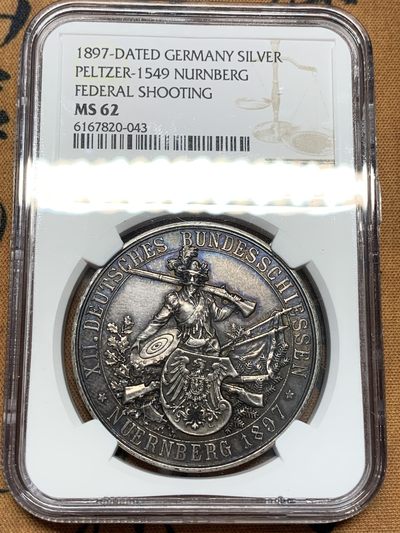 1897-DATED GERMANY SILVER
PELTZER-1549 NURNBERG
FEDERAL SHOOTING
MS 62
6167820-043
XII. DEUTSCHES BUNDESSCHIESSEN
* NUERNBERG 1897 *